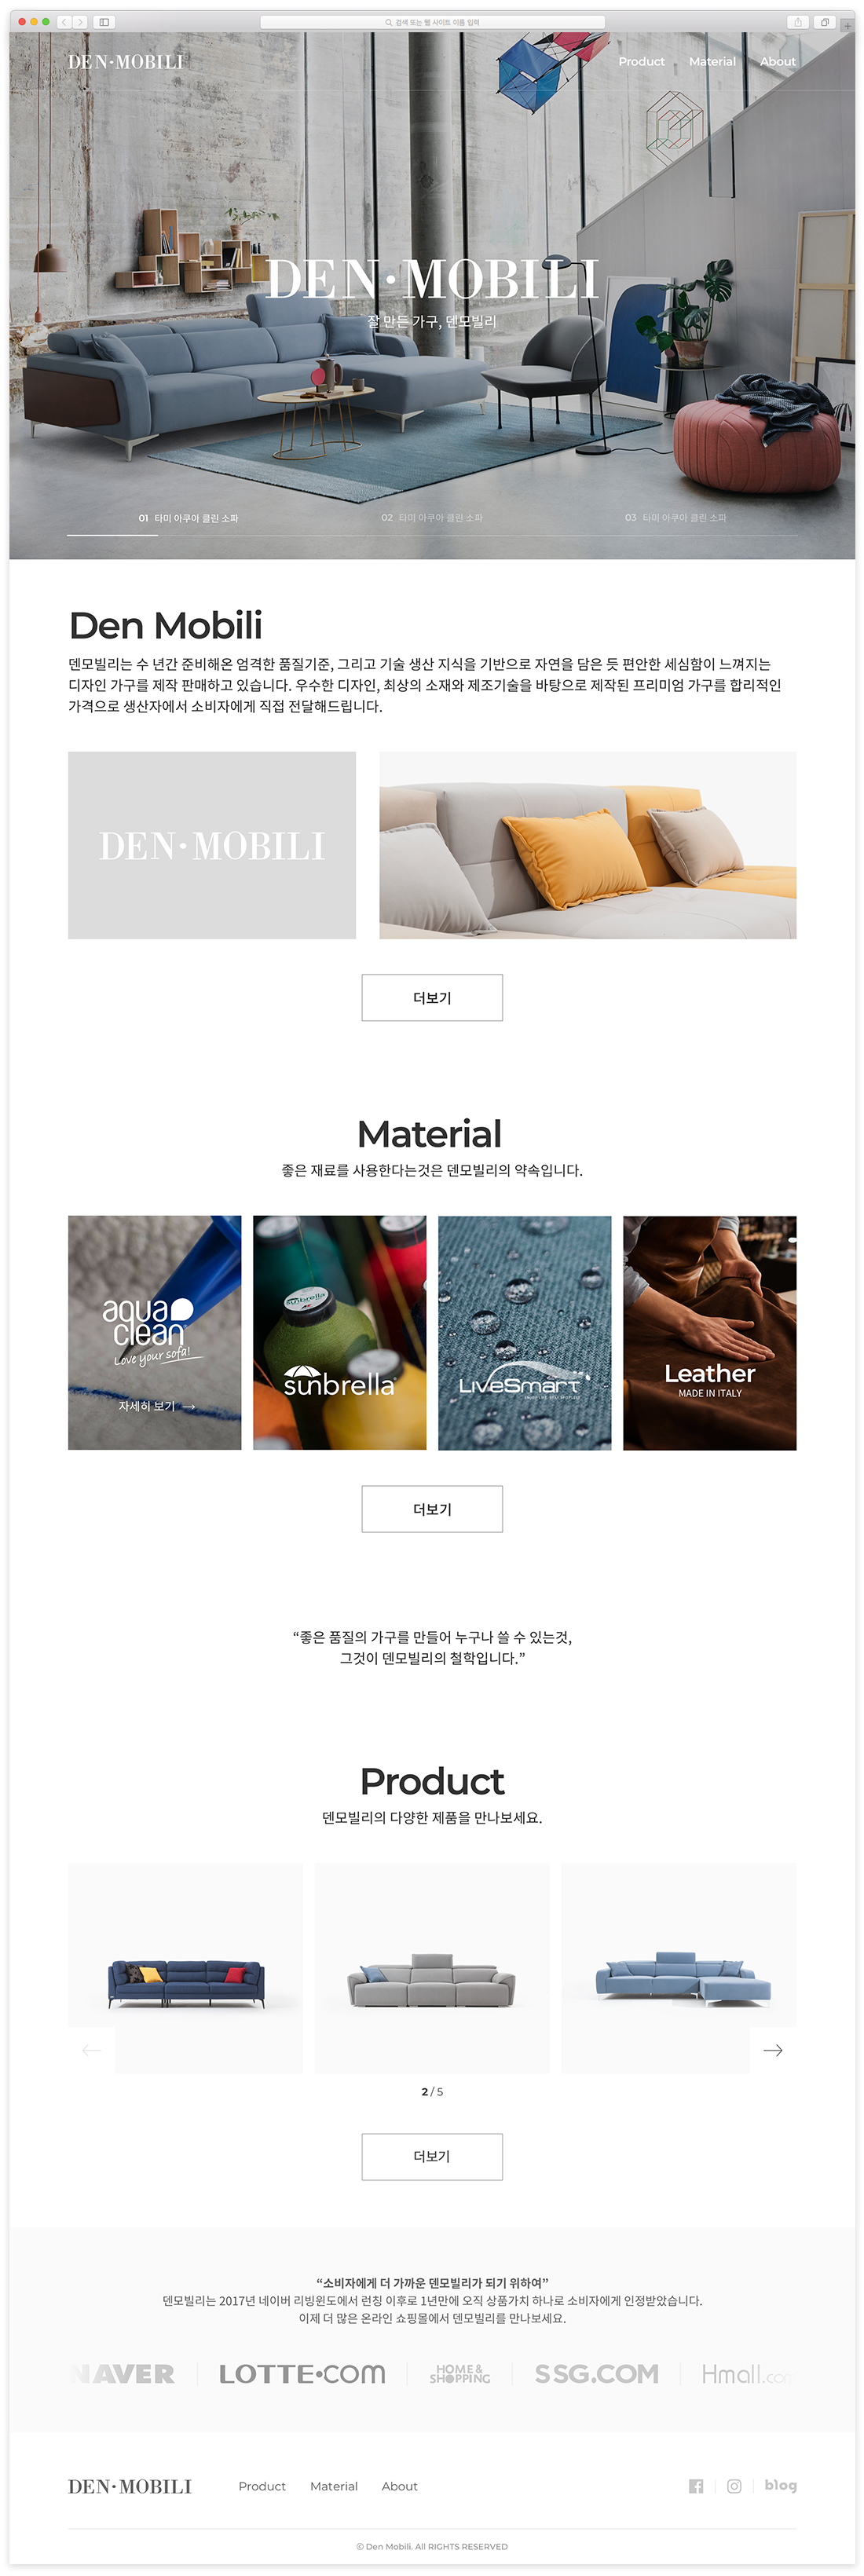 검색 또는 웹 사이트 이름 입력
DEN·MOBILI
Product Material About
DEN·MOBILI
잘 만든 가구, 덴모빌리
01 타미 아쿠아 클린 소파
02 타미 아쿠아 클린 소파
03 타미 아쿠아 클린 소파
Den Mobili
덴모빌리는 수 년간 준비해온 엄격한 품질기준, 그리고 기술 생산 지식을 기반으로 자연을 담은 듯 편안한 세심함이 느껴지는
디자인 가구를 제작 판매하고 있습니다. 우수한 디자인, 최상의 소재와 제조기술을 바탕으로 제작된 프리미엄 가구를 합리적인
가격으로 생산자에서 소비자에게 직접 전달해드립니다.
DEN·MOBILI
더보기
Material
좋은 재료를 사용한다는것은 덴모빌리의 약속입니다.
aqua
clean
Love your sofa!
자세히 보기 →
sunbrella
sunbrella
LiveSmart
Leather
MADE IN ITALY
더보기
“좋은 품질의 가구를 만들어 누구나 쓸 수 있는것,
그것이 덴모빌리의 철학입니다.”
Product
덴모빌리의 다양한 제품을 만나보세요.
2 / 5
더보기
“소비자에게 더 가까운 덴모빌리가 되기 위하여”
덴모빌리는 2017년 네이버 리빙윈도에서 런칭 이후로 1년만에 오직 상품가치 하나로 소비자에게 인정받았습니다.
이제 더 많은 온라인 쇼핑몰에서 덴모빌리를 만나보세요.
NAVER
LOTTE.COM
HOME&
SHOPPING
SSG.COM
Hmall.com
DEN·MOBILI
Product Material About
blog
© Den Mobili. All RIGHTS RESERVED